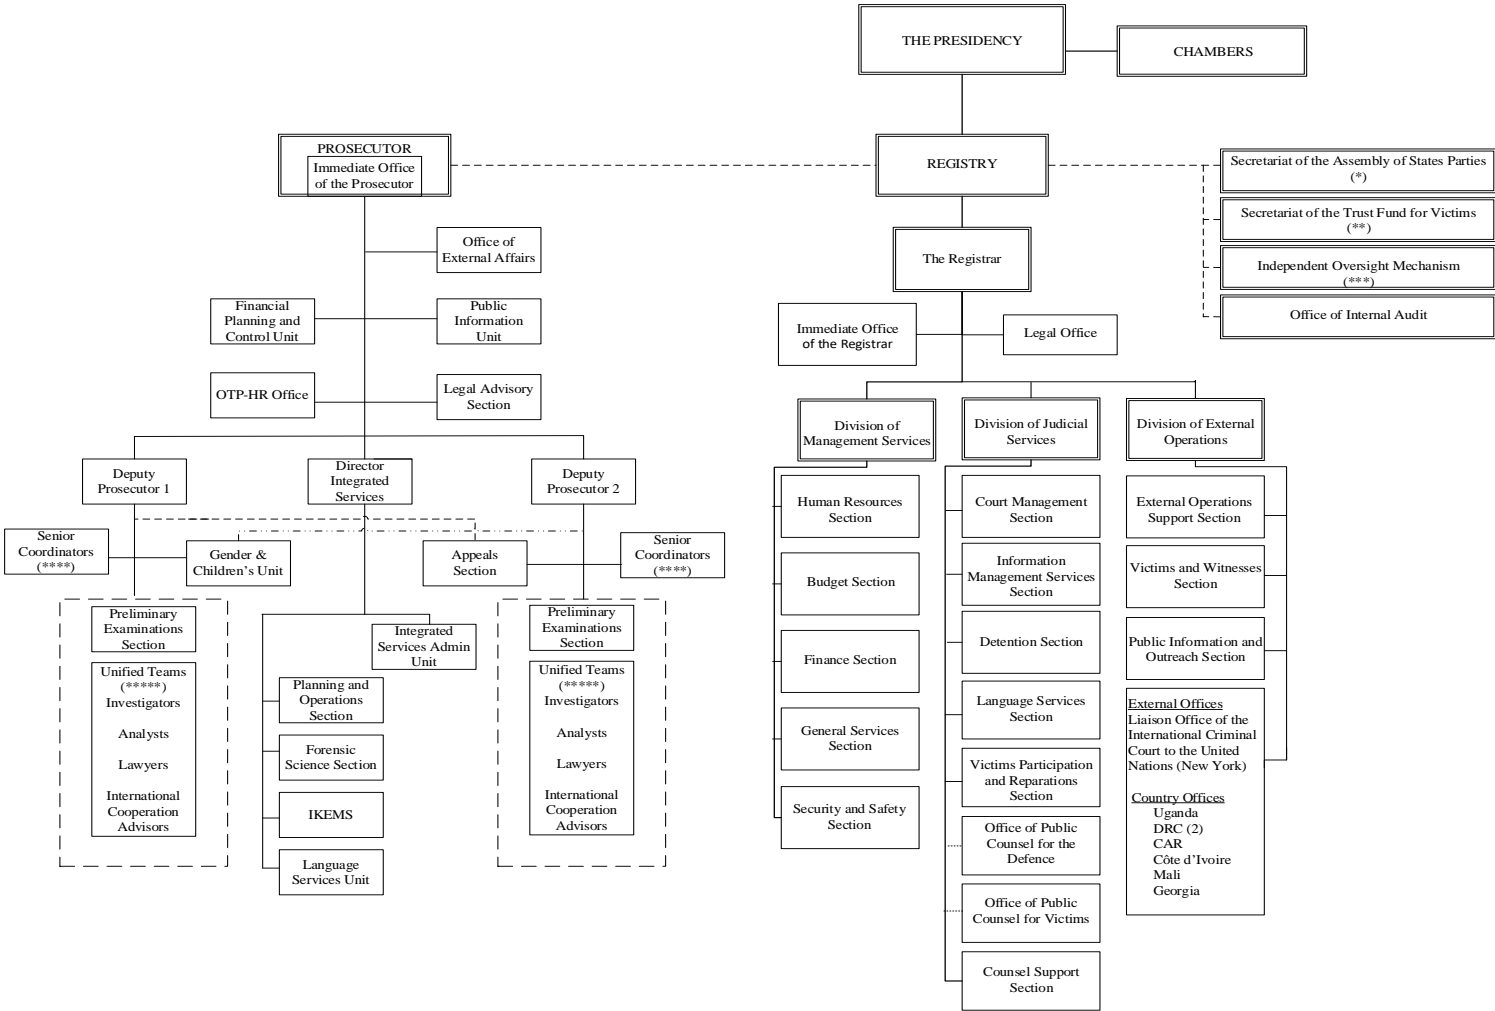 THE PRESIDENCY
CHAMBERS
PROSECUTOR
Immediate Office
of the Prosecutor
REGISTRY
Secretariat of the Assembly of States Parties
(*)
Secretariat of the Trust Fund for Victims
(**)
Independent Oversight Mechanism
(***)
Office of Internal Audit
The Registrar
Immediate Office
of the Registrar
Legal Office
Office of
External Affairs
Financial
Planning and
Control Unit
Public
Information
Unit
OTP-HR Office
Legal Advisory
Section
Deputy
Prosecutor 1
Director
Integrated
Services
Deputy
Prosecutor 2
Senior
Coordinators
(****)
Gender &
Children's Unit
Appeals
Section
Senior
Coordinators
(****)
Preliminary
Examinations
Section
Unified Teams
(*****)
Investigators
Analysts
Lawyers
International
Cooperation
Advisors
Integrated
Services Admin
Unit
Planning and
Operations
Section
Forensic
Science Section
IKEMS
Language
Services Unit
Preliminary
Examinations
Section
Unified Teams
(*****)
Investigators
Analysts
Lawyers
International
Cooperation
Advisors
Division of
Management Services
Human Resources
Section
Budget Section
Finance Section
General Services
Section
Security and Safety
Section
Division of Judicial
Services
Court Management
Section
Information
Management Services
Section
Detention Section
Language Services
Section
Victims Participation
and Reparations
Section
Office of Public
Counsel for the
Defence
Office of Public
Counsel for Victims
Counsel Support
Section
Division of External
Operations
External Operations
Support Section
Victims and Witnesses
Section
Public Information and
Outreach Section
External Offices
Liaison Office of the
International Criminal
Court to the United
Nations (New York)
Country Offices
Uganda
DRC (2)
CAR
Côte d'Ivoire
Mali
Georgia